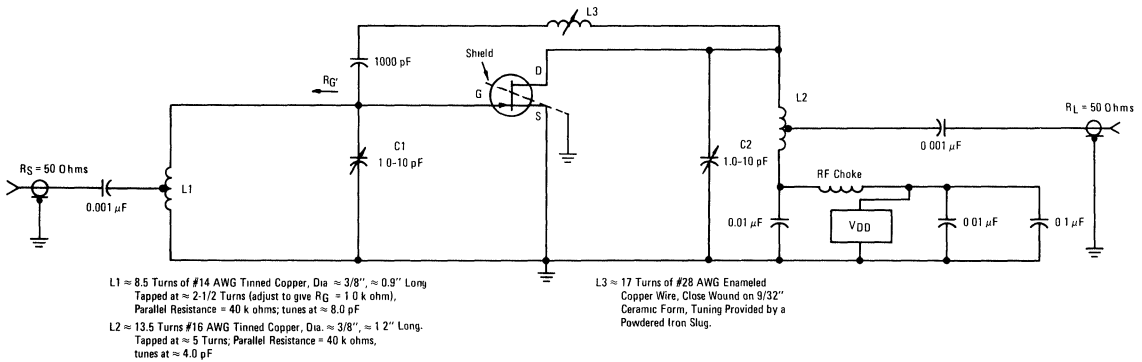 L3
1000 pF
Shield
D
RG'
G
S
L2
RL = 50 Ohms
C1
1 0–10 pF
C2
1.0–10 pF
0 001 µF
RS = 50 Ohms
L1
0.001 µF
RF Choke
0.01 µF
VDD
0 01 µF
0 1 µF
L1 ≈ 8.5 Turns of #14 AWG Tinned Copper, Dia ≈ 3/8", ≈ 0.9" Long
Tapped at ≈ 2-1/2 Turns (adjust to give RG = 1 0 k ohm),
Parallel Resistance = 40 k ohms; tunes at ≈ 8.0 pF
L2 ≈ 13.5 Turns #16 AWG Tinned Copper, Dia. ≈ 3/8", ≈ 1 2" Long.
Tapped at ≈ 5 Turns; Parallel Resistance = 40 k ohms,
tunes at ≈ 4.0 pF
L3 ≈ 17 Turns of #28 AWG Enameled
Copper Wire, Close Wound on 9/32"
Ceramic Form, Tuning Provided by a
Powdered Iron Slug.